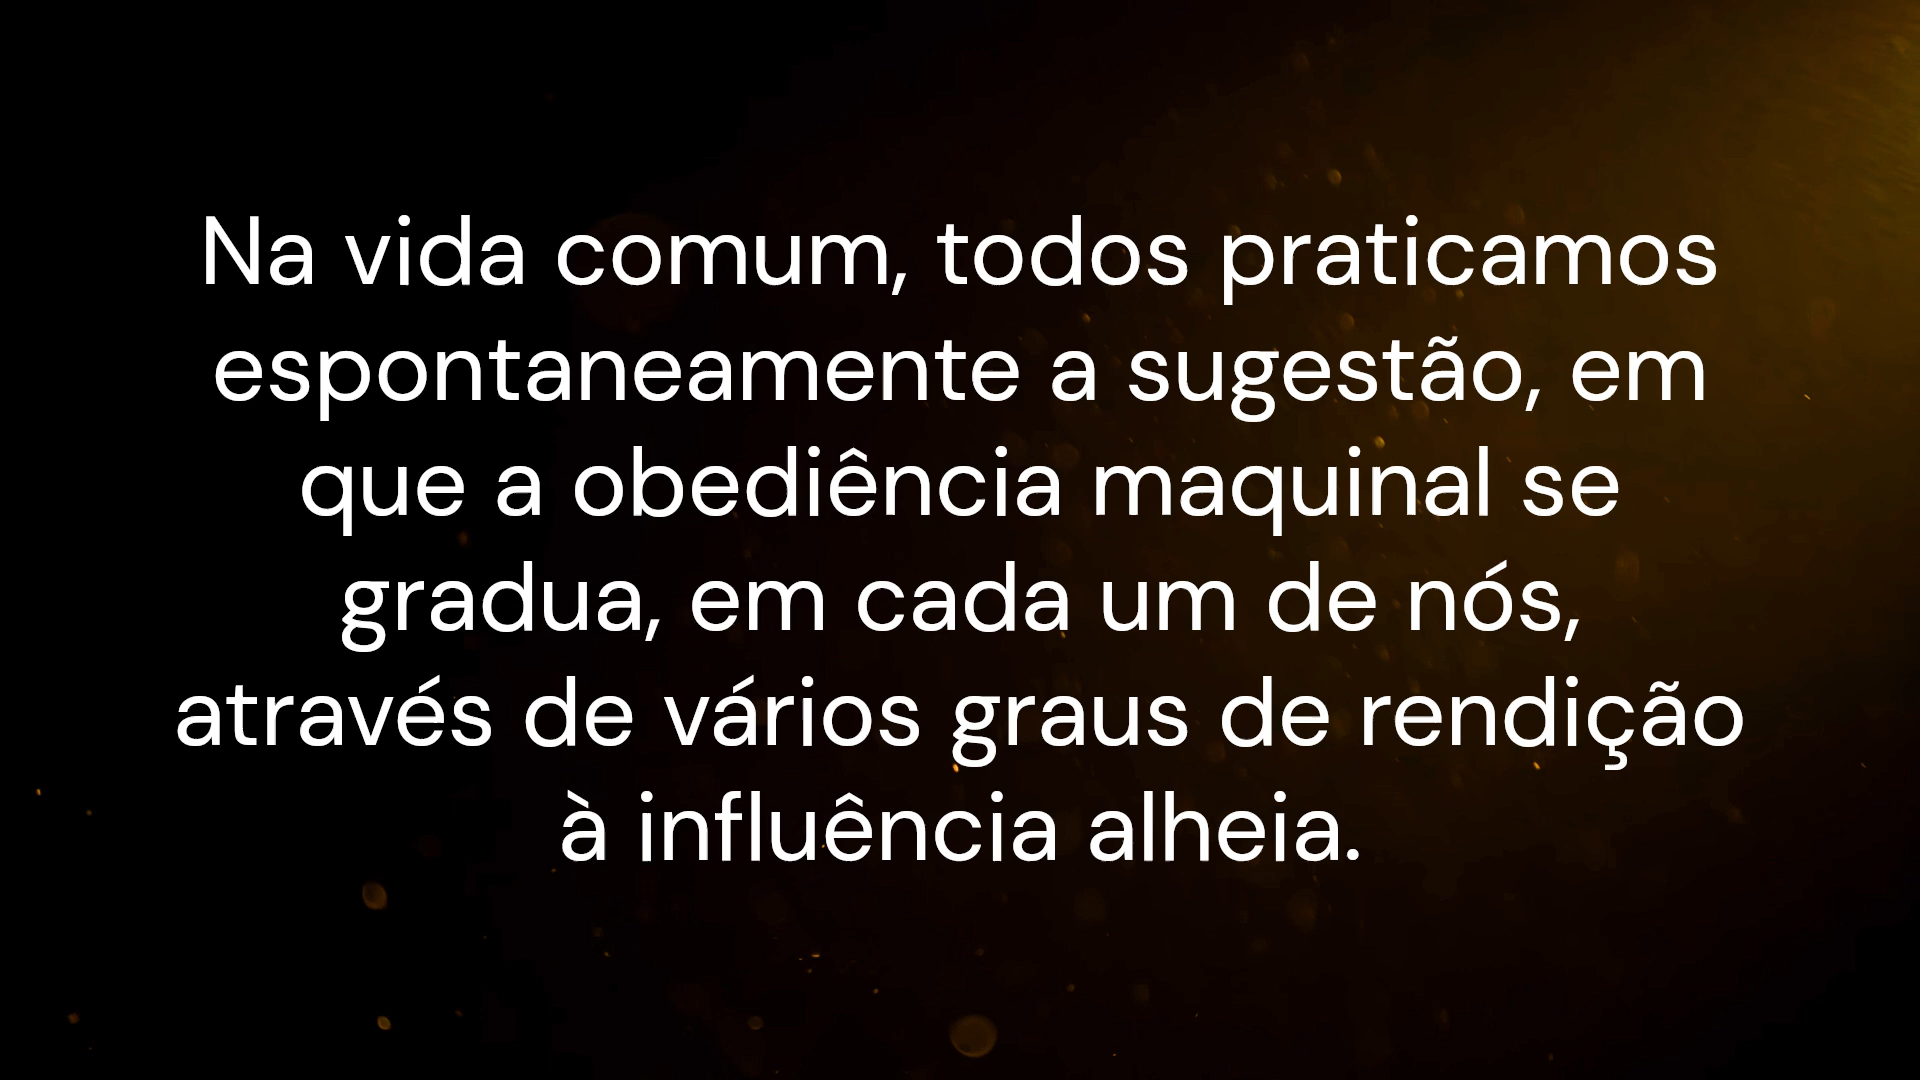 Na vida comum, todos praticamos
espontaneamente a sugestão, em
que a obediência maquinal se
gradua, em cada um de nós,
através de vários graus de rendição
à influência alheia.